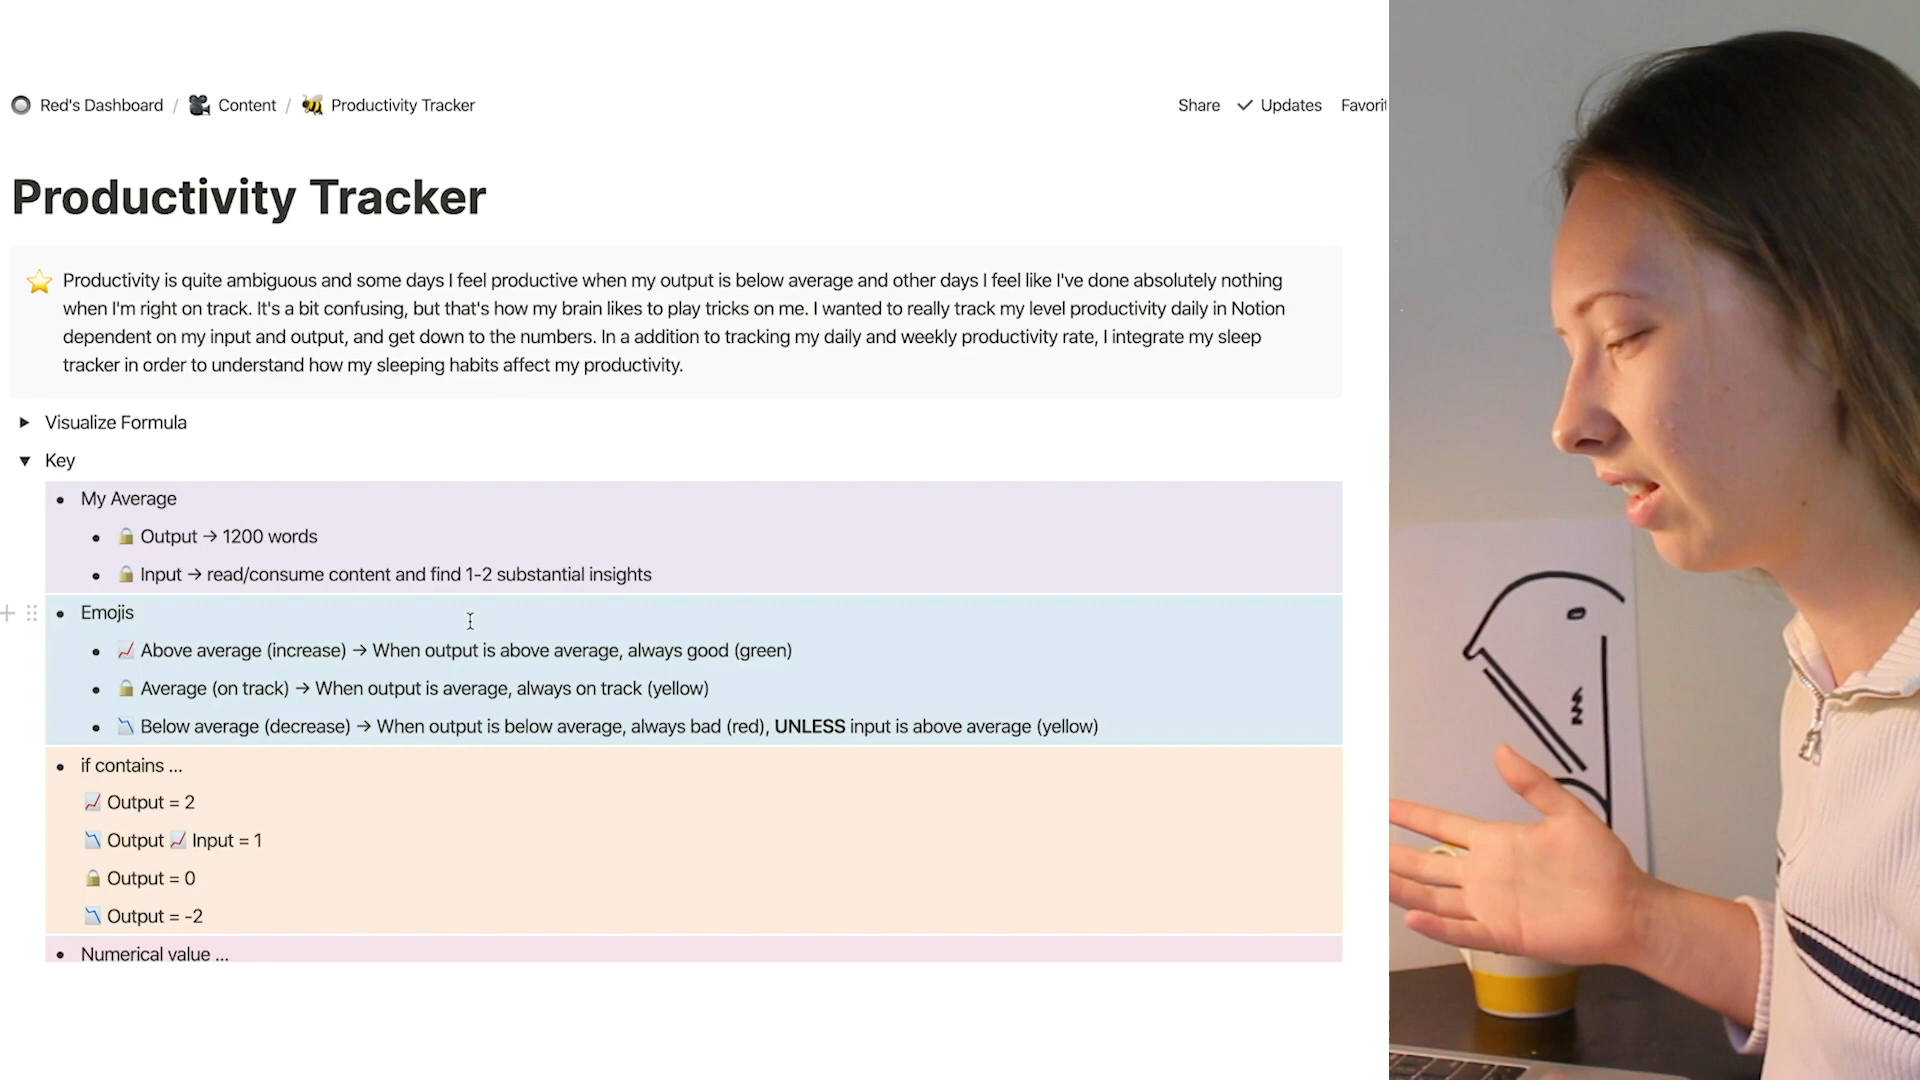 Red's Dashboard / Content / Productivity Tracker
Share ✓ Updates
Productivity Tracker
Productivity is quite ambiguous and some days I feel productive when my output is below average and other days I feel like I've done absolutely nothing
when I'm right on track. It's a bit confusing, but that's how my brain likes to play tricks on me. I wanted to really track my level productivity daily in Notion
dependent on my input and output, and get down to the numbers. In a addition to tracking my daily and weekly productivity rate, I integrate my sleep
tracker in order to understand how my sleeping habits affect my productivity.
Visualize Formula
Key
My Average
🔒 Output → 1200 words
🔒 Input → read/consume content and find 1-2 substantial insights
Emojis
📈 Above average (increase) → When output is above average, always good (green)
🔒 Average (on track) → When output is average, always on track (yellow)
📉 Below average (decrease) → When output is below average, always bad (red), UNLESS input is above average (yellow)
if contains ...
📈 Output = 2
📉 Output 📈 Input = 1
🔒 Output = 0
📉 Output = -2
Numerical value ...